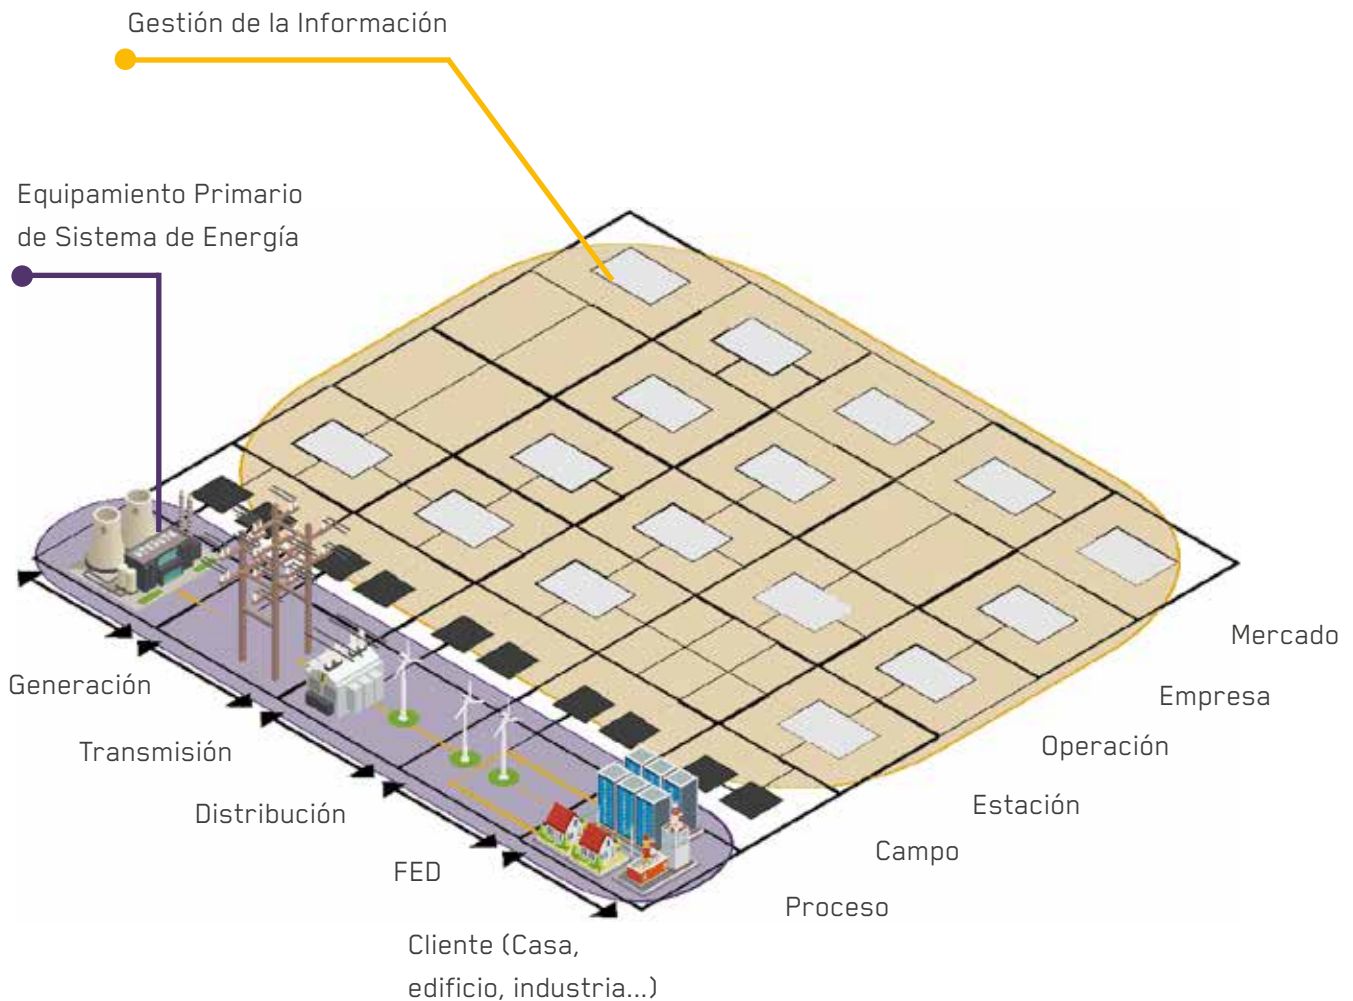 Gestión de la Información
Equipamiento Primario
de Sistema de Energía
Generación
Transmisión
Distribución
FED
Cliente (Casa,
edificio, industria...)
Proceso
Campo
Estación
Operación
Empresa
Mercado